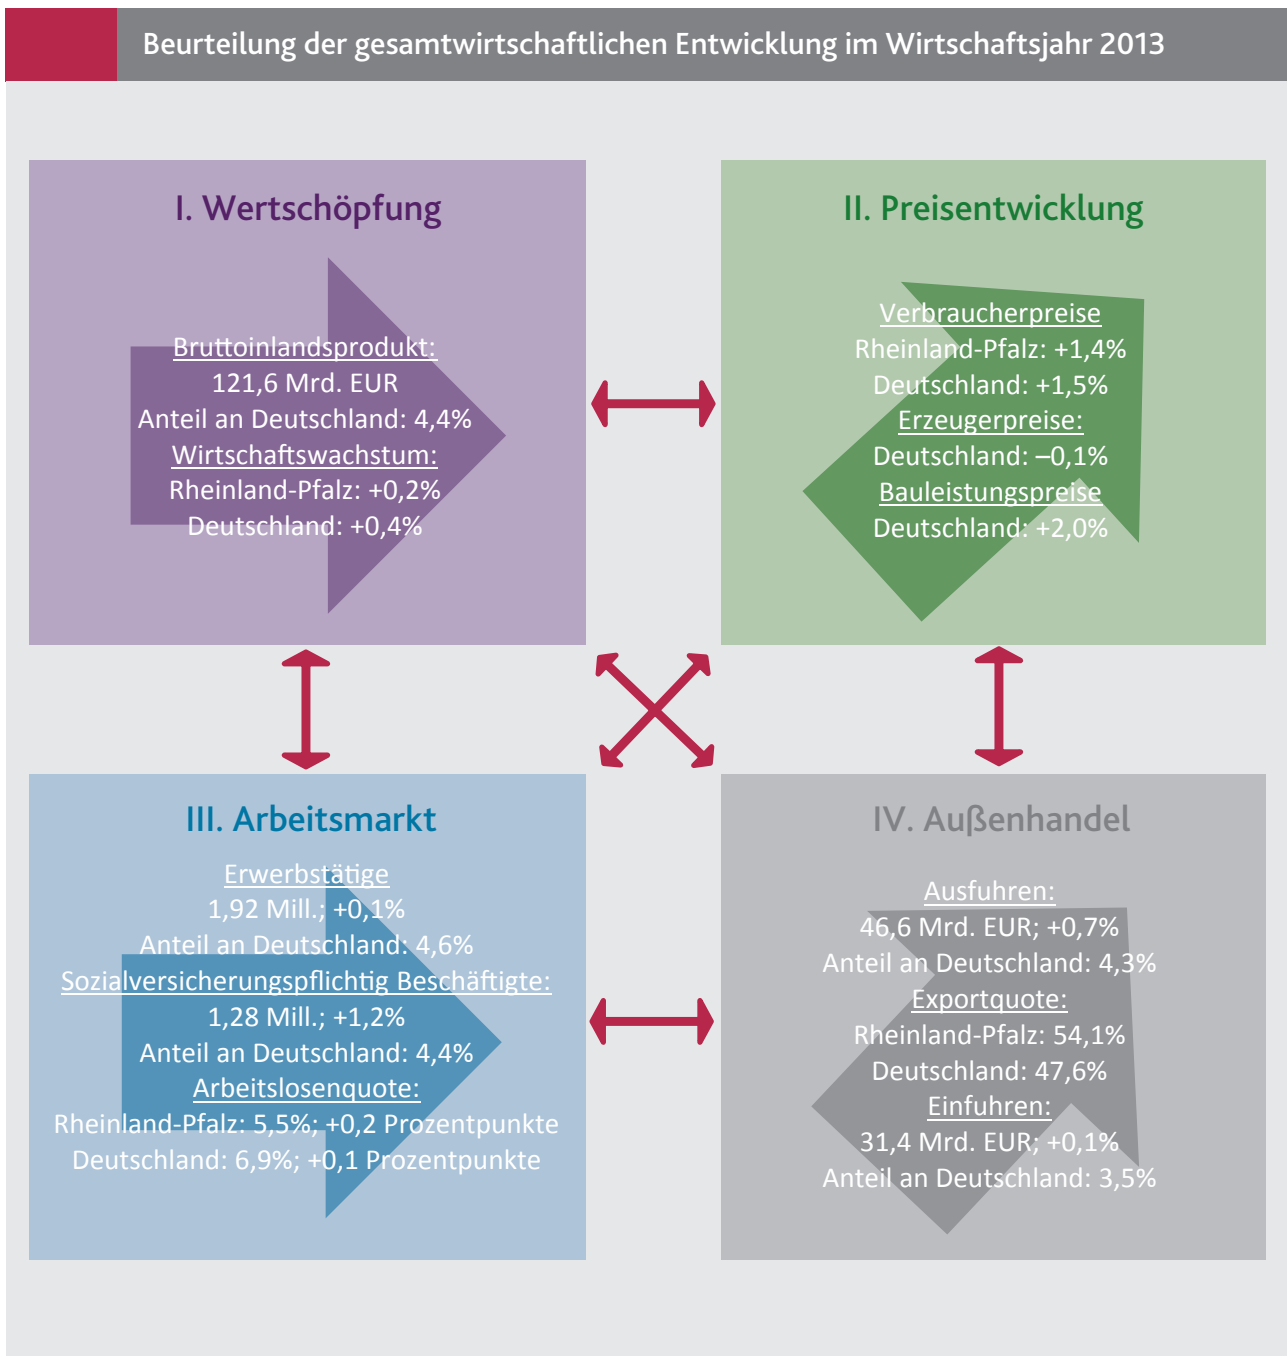 Beurteilung der gesamtwirtschaftlichen Entwicklung im Wirtschaftsjahr 2013
I. Wertschöpfung
Bruttoinlandsprodukt:
121,6 Mrd. EUR
Anteil an Deutschland: 4,4%
Wirtschaftswachstum:
Rheinland-Pfalz: +0,2%
Deutschland: +0,4%
II. Preisentwicklung
Verbraucherpreise
Rheinland-Pfalz: +1,4%
Deutschland: +1,5%
Erzeugerpreise:
Deutschland: –0,1%
Bauleistungspreise
Deutschland: +2,0%
III. Arbeitsmarkt
Erwerbstätige
1,92 Mill.; +0,1%
Anteil an Deutschland: 4,6%
Sozialversicherungspflichtig Beschäftigte:
1,28 Mill.; +1,2%
Anteil an Deutschland: 4,4%
Arbeitslosenquote:
Rheinland-Pfalz: 5,5%; +0,2 Prozentpunkte
Deutschland: 6,9%; +0,1 Prozentpunkte
IV. Außenhandel
Ausfuhren:
46,6 Mrd. EUR; +0,7%
Anteil an Deutschland: 4,3%
Exportquote:
Rheinland-Pfalz: 54,1%
Deutschland: 47,6%
Einfuhren:
31,4 Mrd. EUR; +0,1%
Anteil an Deutschland: 3,5%